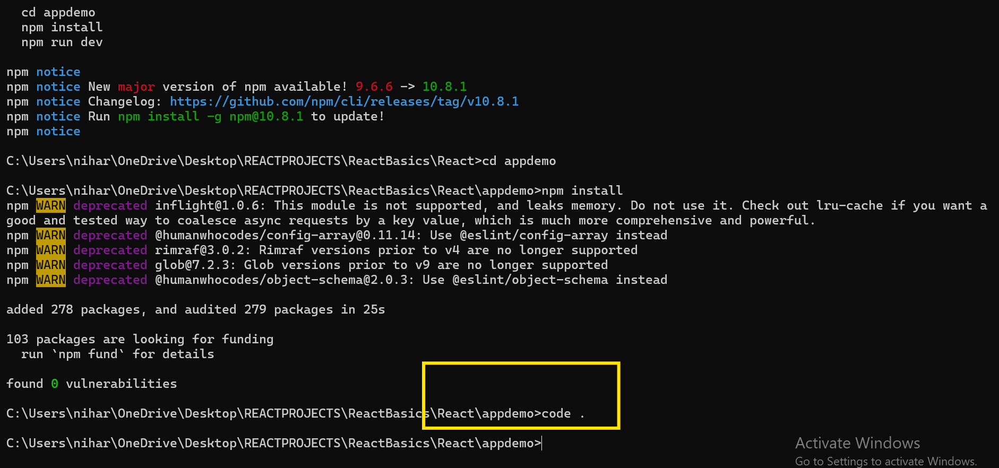 cd appdemo
npm install
npm run dev
npm notice
npm notice New major version of npm available! 9.6.6 -> 10.8.1
npm notice Changelog: https://github.com/npm/cli/releases/tag/v10.8.1
npm notice Run npm install -g npm@10.8.1 to update!
npm notice
C:\Users\nihar\OneDrive\Desktop\REACTPROJECTS\ReactBasics\React>cd appdemo
C:\Users\nihar\OneDrive\Desktop\REACTPROJECTS\ReactBasics\React\appdemo>npm install
npm WARN deprecated inflight@1.0.6: This module is not supported, and leaks memory. Do not use it. Check out lru-cache if you want a
good and tested way to coalesce async requests by a key value, which is much more comprehensive and powerful.
npm WARN deprecated @humanwhocodes/config-array@0.11.14: Use @eslint/config-array instead
npm WARN deprecated rimraf@3.0.2: Rimraf versions prior to v4 are no longer supported
npm WARN deprecated glob@7.2.3: Glob versions prior to v9 are no longer supported
npm WARN deprecated @humanwhocodes/object-schema@2.0.3: Use @eslint/object-schema instead
added 278 packages, and audited 279 packages in 25s
103 packages are looking for funding
run `npm fund` for details
found 0 vulnerabilities
C:\Users\nihar\OneDrive\Desktop\REACTPROJECTS\ReactBasics\React\appdemo>code .
C:\Users\nihar\OneDrive\Desktop\REACTPROJECTS\ReactBasics\React\appdemo>
Activate Windows
Go to Settings to activate Windows.